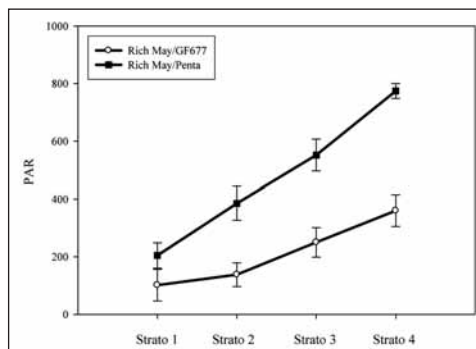 1000
Rich May/GF677
Rich May/Penta
800
600
PAR
400
200
0
Strato 1 Strato 2 Strato 3 Strato 4